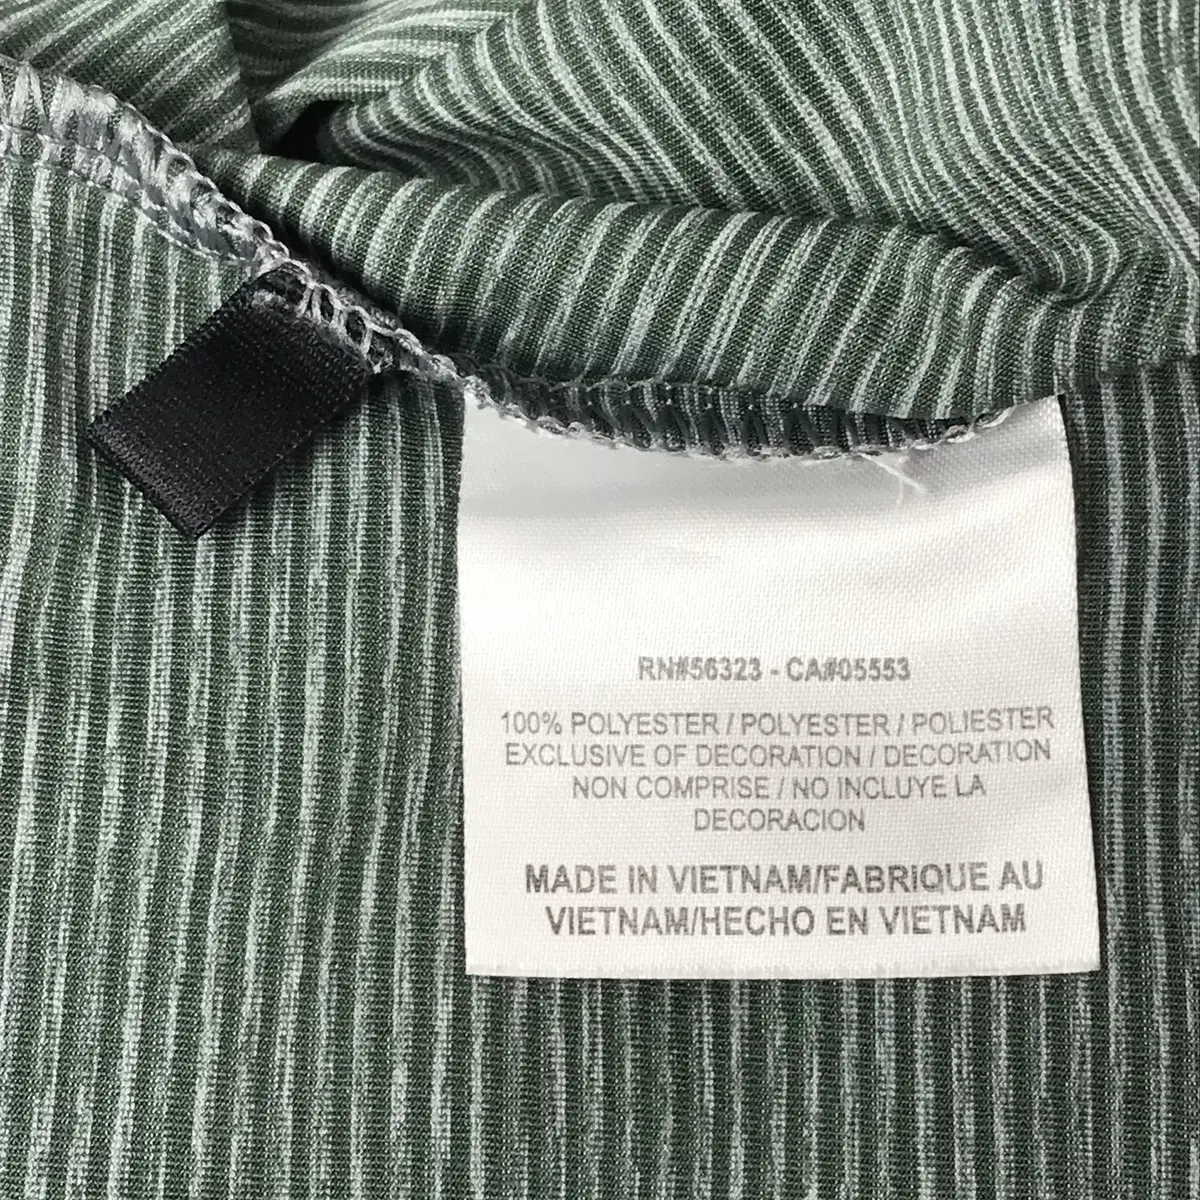 RN#56323 - CA#05553
100% POLYESTER / POLYESTER / POLIESTER
EXCLUSIVE OF DECORATION / DECORATION
NON COMPRISE / NO INCLUYE LA
DECORACION
MADE IN VIETNAM/FABRIQUE AU
VIETNAM/HECHO EN VIETNAM